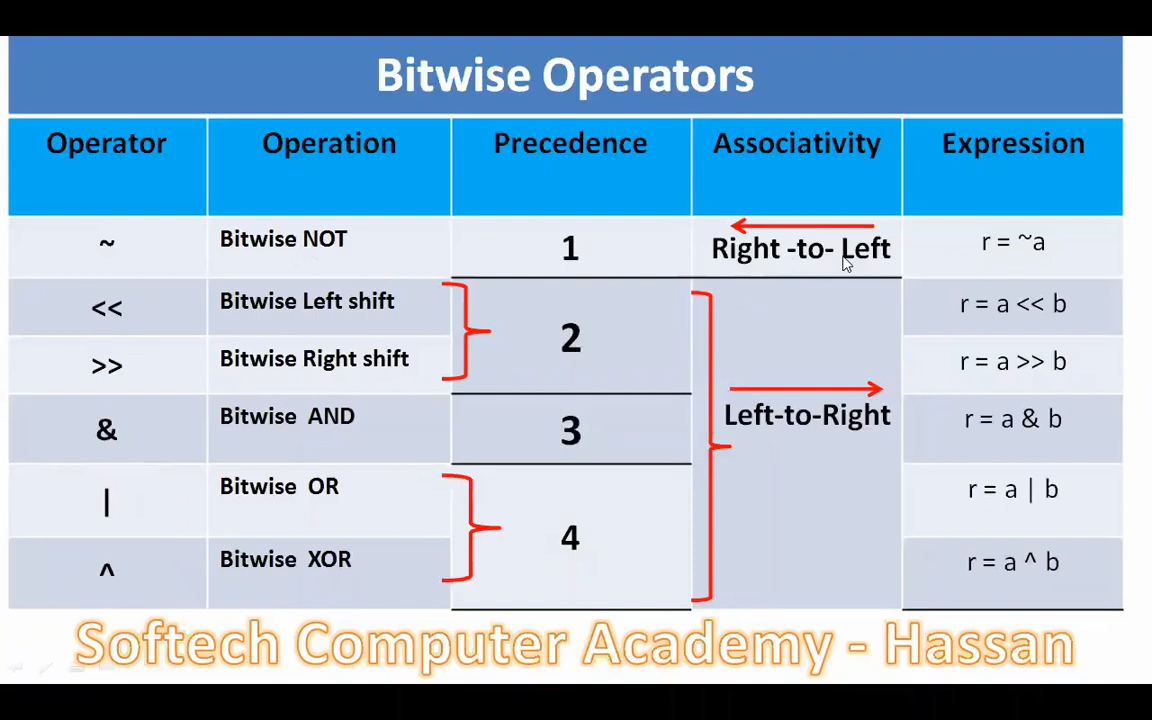 Bitwise Operators
Operator Operation Precedence Associativity Expression
~ Bitwise NOT 1 Right -to- Left r = ~a
<< Bitwise Left shift 2 r = a << b
>> Bitwise Right shift r = a >> b
& Bitwise AND 3 Left-to-Right r = a & b
| Bitwise OR 4 r = a | b
^ Bitwise XOR r = a ^ b
Softech Computer Academy - Hassan